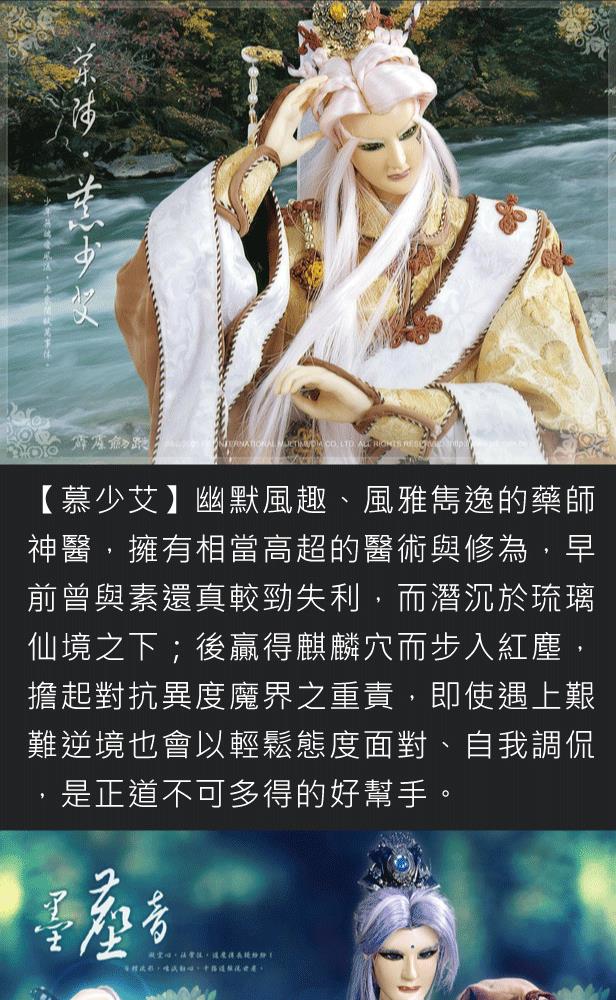 藥師·慕少艾
霹靂劍蹤
INTERNATIONAL MULTIMEDIA CO., LTD. ALL RIGHTS RESERVED
【慕少艾】幽默風趣、風雅雋逸的藥師
神醫，擁有相當高超的醫術與修為，早
前曾與素還真較勁失利，而潛沉於琉璃
仙境之下；後贏得麒麟穴而步入紅塵，
擔起對抗異度魔界之重責，即使遇上艱
難逆境也會以輕鬆態度面對、自我調侃
，是正道不可多得的好幫手。
墨塵音